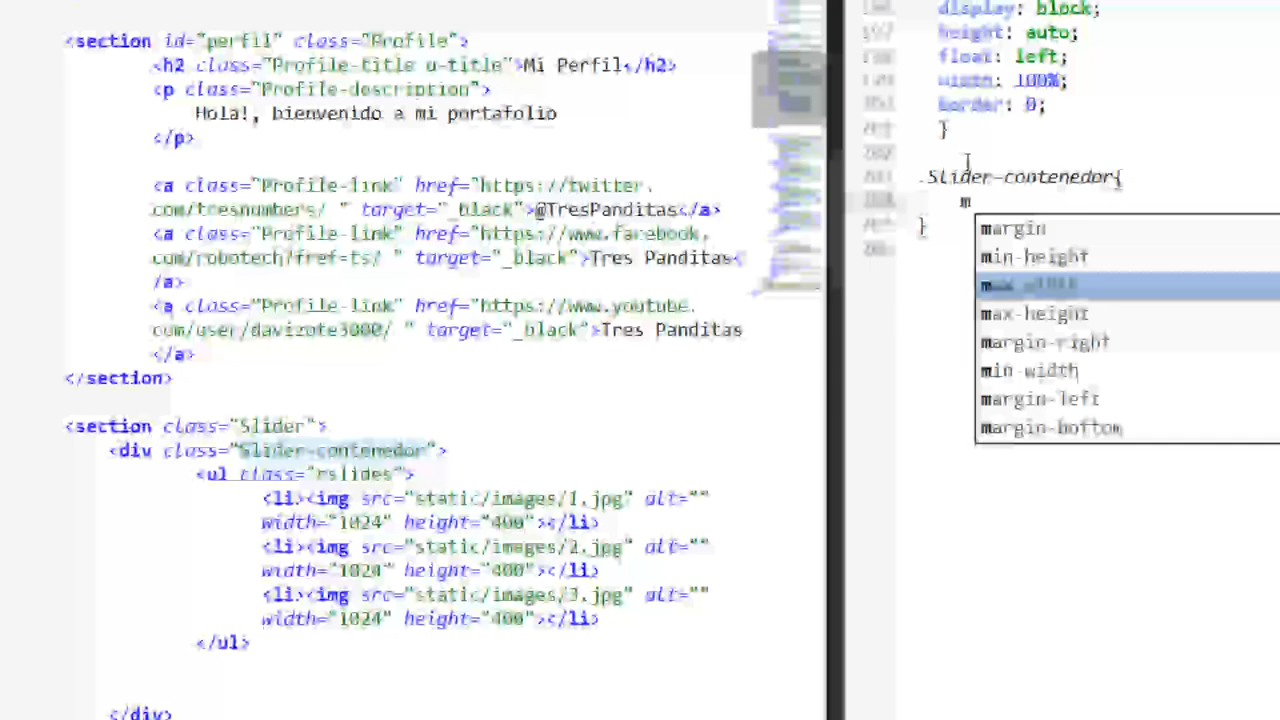 <section id="perfil" class="Profile">
<h2 class="Profile-title u-title">Mi Perfil</h2>
<p class="Profile-description">
Hola!, bienvenido a mi portafolio
</p>
<a class="Profile-link" href="https://twitter.
com/tresnumbers/ " target="_black">@TresPanditas</a>
<a class="Profile-link" href="https://www.facebook.
com/robotech/fref=ts/ " target="_black">Tres Panditas<
/a>
<a class="Profile-link" href="https://www.youtube.
com/user/davizote3000/ " target="_black">Tres Panditas
</a>
</section>
<section class="Slider">
<div class="Slider-contenedor">
<ul class="rslides">
<li><img src="static/images/1.jpg" alt=""
width="1024" height="400"></li>
<li><img src="static/images/2.jpg" alt=""
width="1024" height="400"></li>
<li><img src="static/images/3.jpg" alt=""
width="1024" height="400"></li>
</ul>
</div>
display: block;
197 height: auto;
float: left;
width: 100%;
border: 0;
}
.Slider-contenedor{
m
}
margin
min-height
max-width
max-height
margin-right
min-width
margin-left
margin-bottom